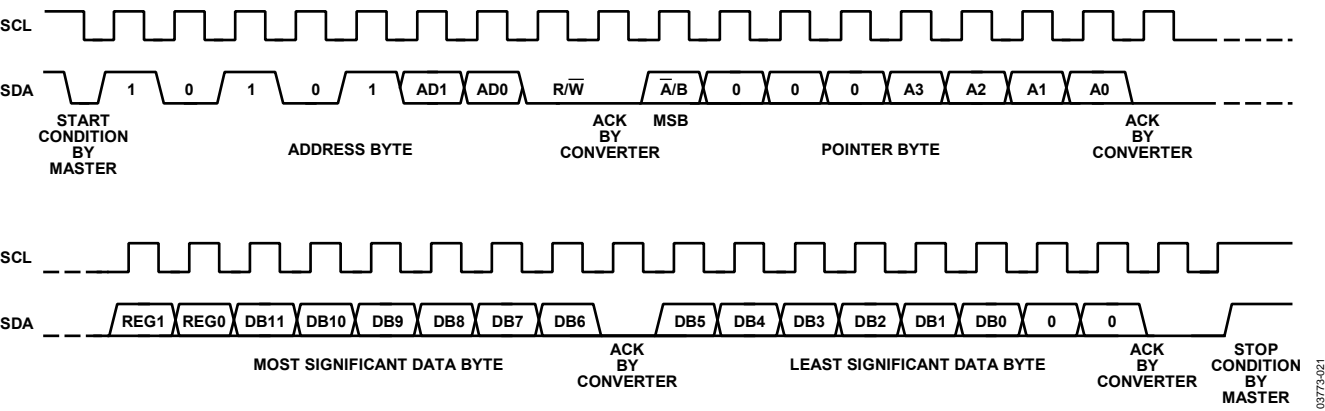 SCL
SDA
1 0 1 0 1 AD1 AD0 R/W̅ A̅/B 0 0 0 A3 A2 A1 A0
START
CONDITION
BY
MASTER
ADDRESS BYTE
ACK
BY
CONVERTER
MSB
POINTER BYTE
ACK
BY
CONVERTER
SCL
SDA
REG1 REG0 DB11 DB10 DB9 DB8 DB7 DB6 DB5 DB4 DB3 DB2 DB1 DB0 0 0
MOST SIGNIFICANT DATA BYTE
ACK
BY
CONVERTER
LEAST SIGNIFICANT DATA BYTE
ACK
BY
CONVERTER
STOP
CONDITION
BY
MASTER
03773-021